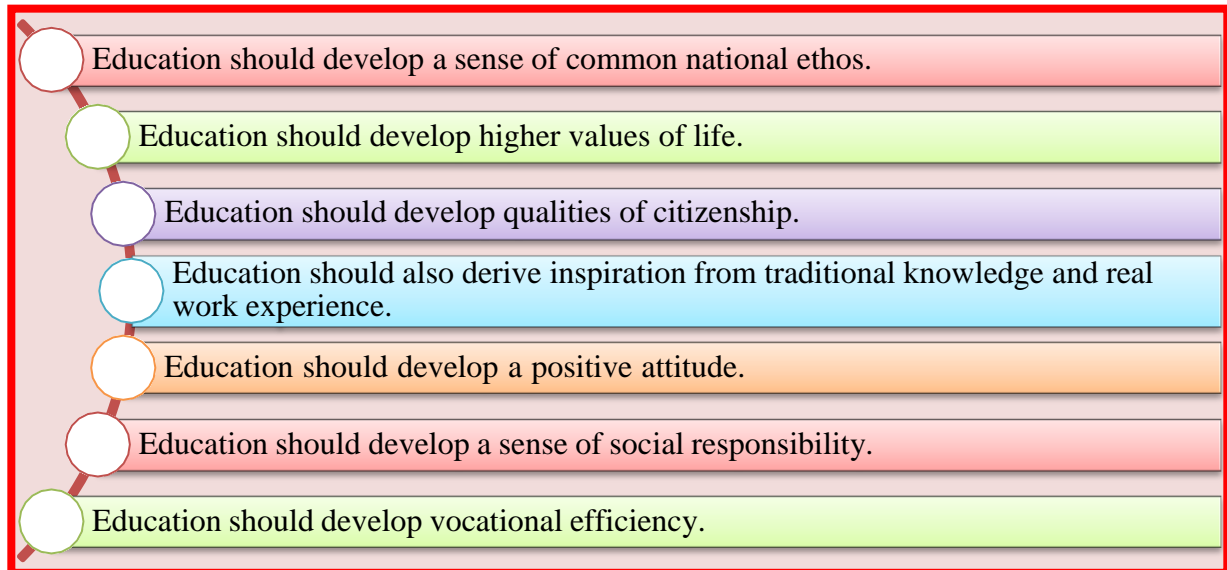 Education should develop a sense of common national ethos.
Education should develop higher values of life.
Education should develop qualities of citizenship.
Education should also derive inspiration from traditional knowledge and real
work experience.
Education should develop a positive attitude.
Education should develop a sense of social responsibility.
Education should develop vocational efficiency.